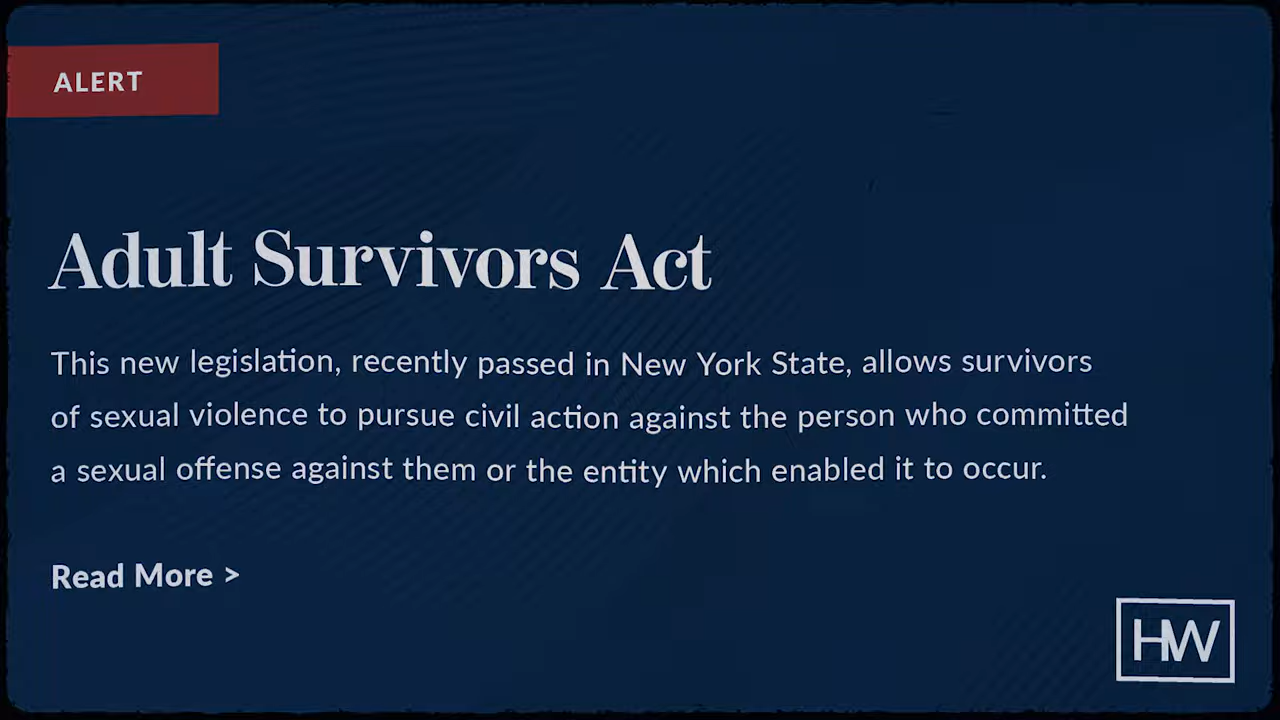 ALERT
Adult Survivors Act
This new legislation, recently passed in New York State, allows survivors
of sexual violence to pursue civil action against the person who committed
a sexual offense against them or the entity which enabled it to occur.
Read More >
HW